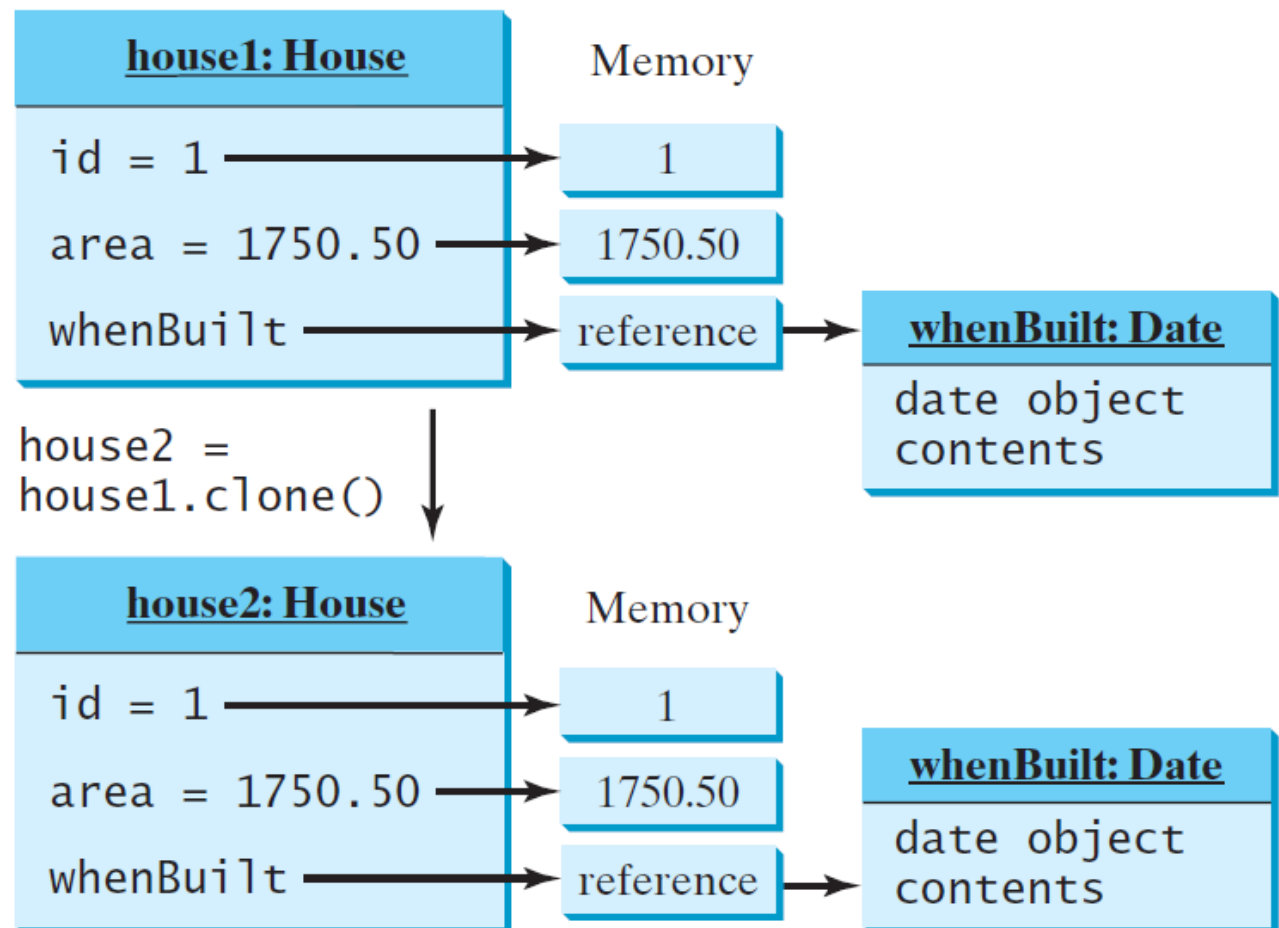 house1: House
Memory
id = 1
1
area = 1750.50
1750.50
whenBuilt
reference
whenBuilt: Date
date object
contents
house2 =
house1.clone()
house2: House
Memory
id = 1
1
area = 1750.50
1750.50
whenBuilt
reference
whenBuilt: Date
date object
contents